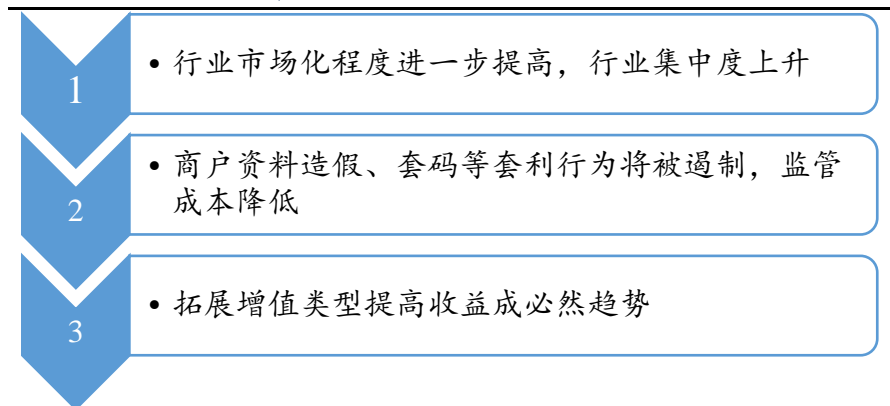 1
• 行业市场化程度进一步提高，行业集中度上升
2
• 商户资料造假、套码等套利行为将被遏制，监管
成本降低
3
• 拓展增值类型提高收益成必然趋势